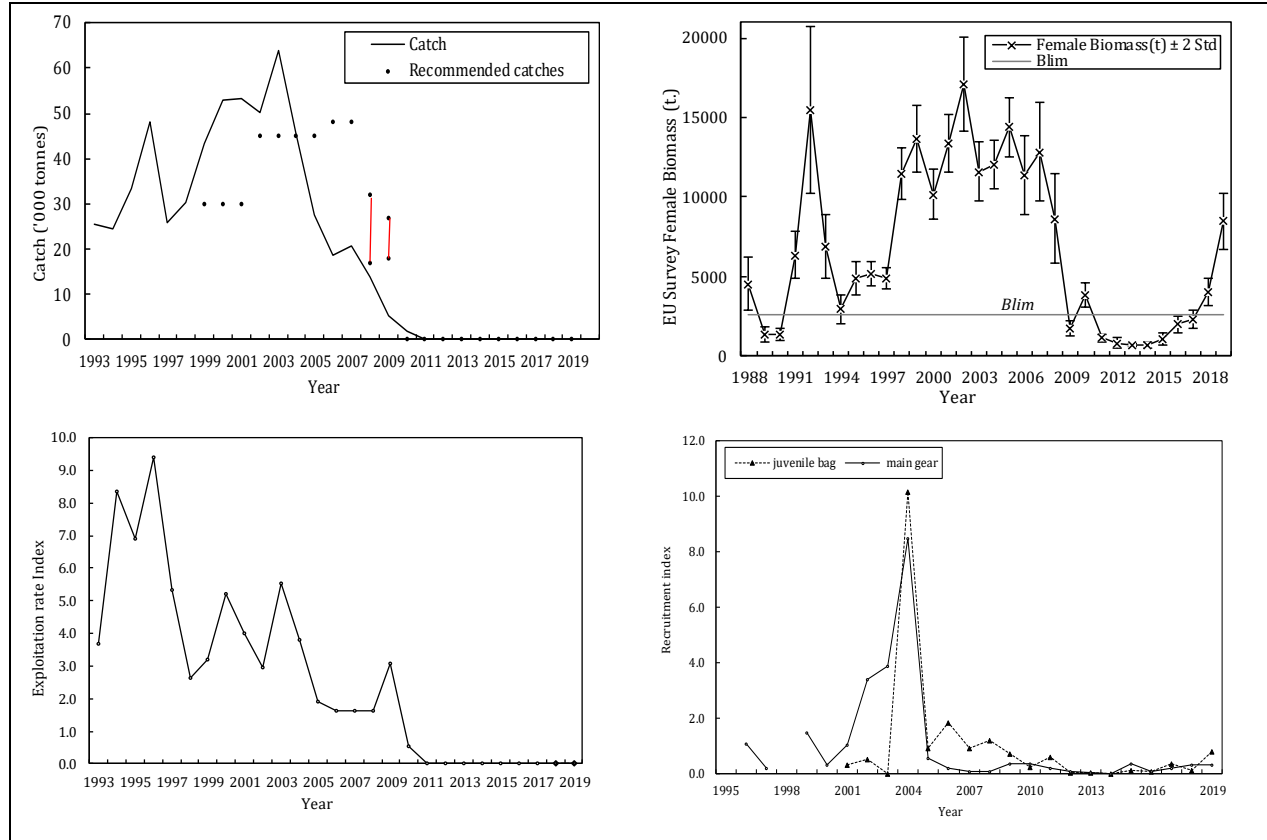 70
60
50
40
30
20
10
0
Catch ('000 tonnes)
Catch
Recommended catches
1993 1995 1997 1999 2001 2003 2005 2007 2009 2011 2013 2015 2017 2019
Year
20000
15000
10000
5000
0
EU Survey Female Biomass (t.)
Female Biomass(t) ± 2 Std
Blim
Blim
1988 1991 1994 1997 2000 2003 2006 2009 2012 2015 2018
Year
10.0
9.0
8.0
7.0
6.0
5.0
4.0
3.0
2.0
1.0
0.0
Exploitation rate Index
1993 1995 1997 1999 2001 2003 2005 2007 2009 2011 2013 2015 2017 2019
Year
12.0
10.0
8.0
6.0
4.0
2.0
0.0
Recruitment index
juvenile bag main gear
1995 1998 2001 2004 2007 2010 2013 2016 2019
Year